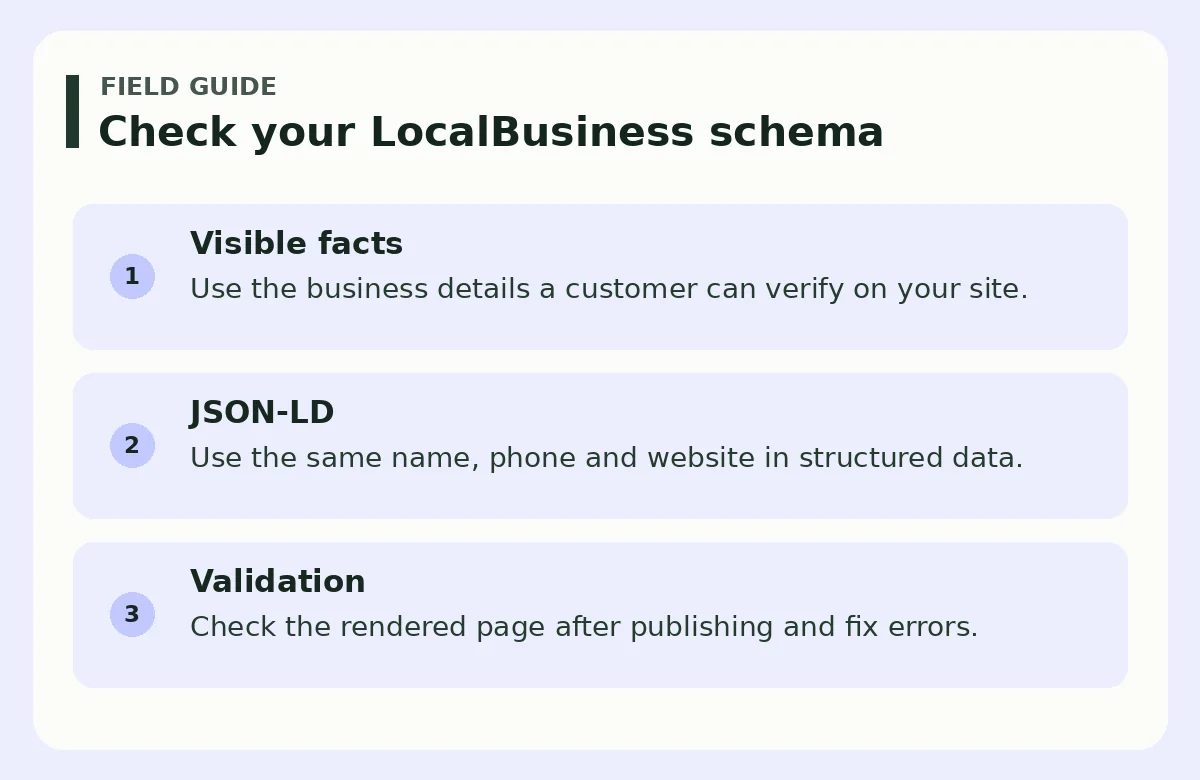 FIELD GUIDE
Check your LocalBusiness schema
Visible facts
1
Use the business details a customer can verify on your site.
JSON-LD
2
Use the same name, phone and website in structured data.
Validation
3
Check the rendered page after publishing and fix errors.